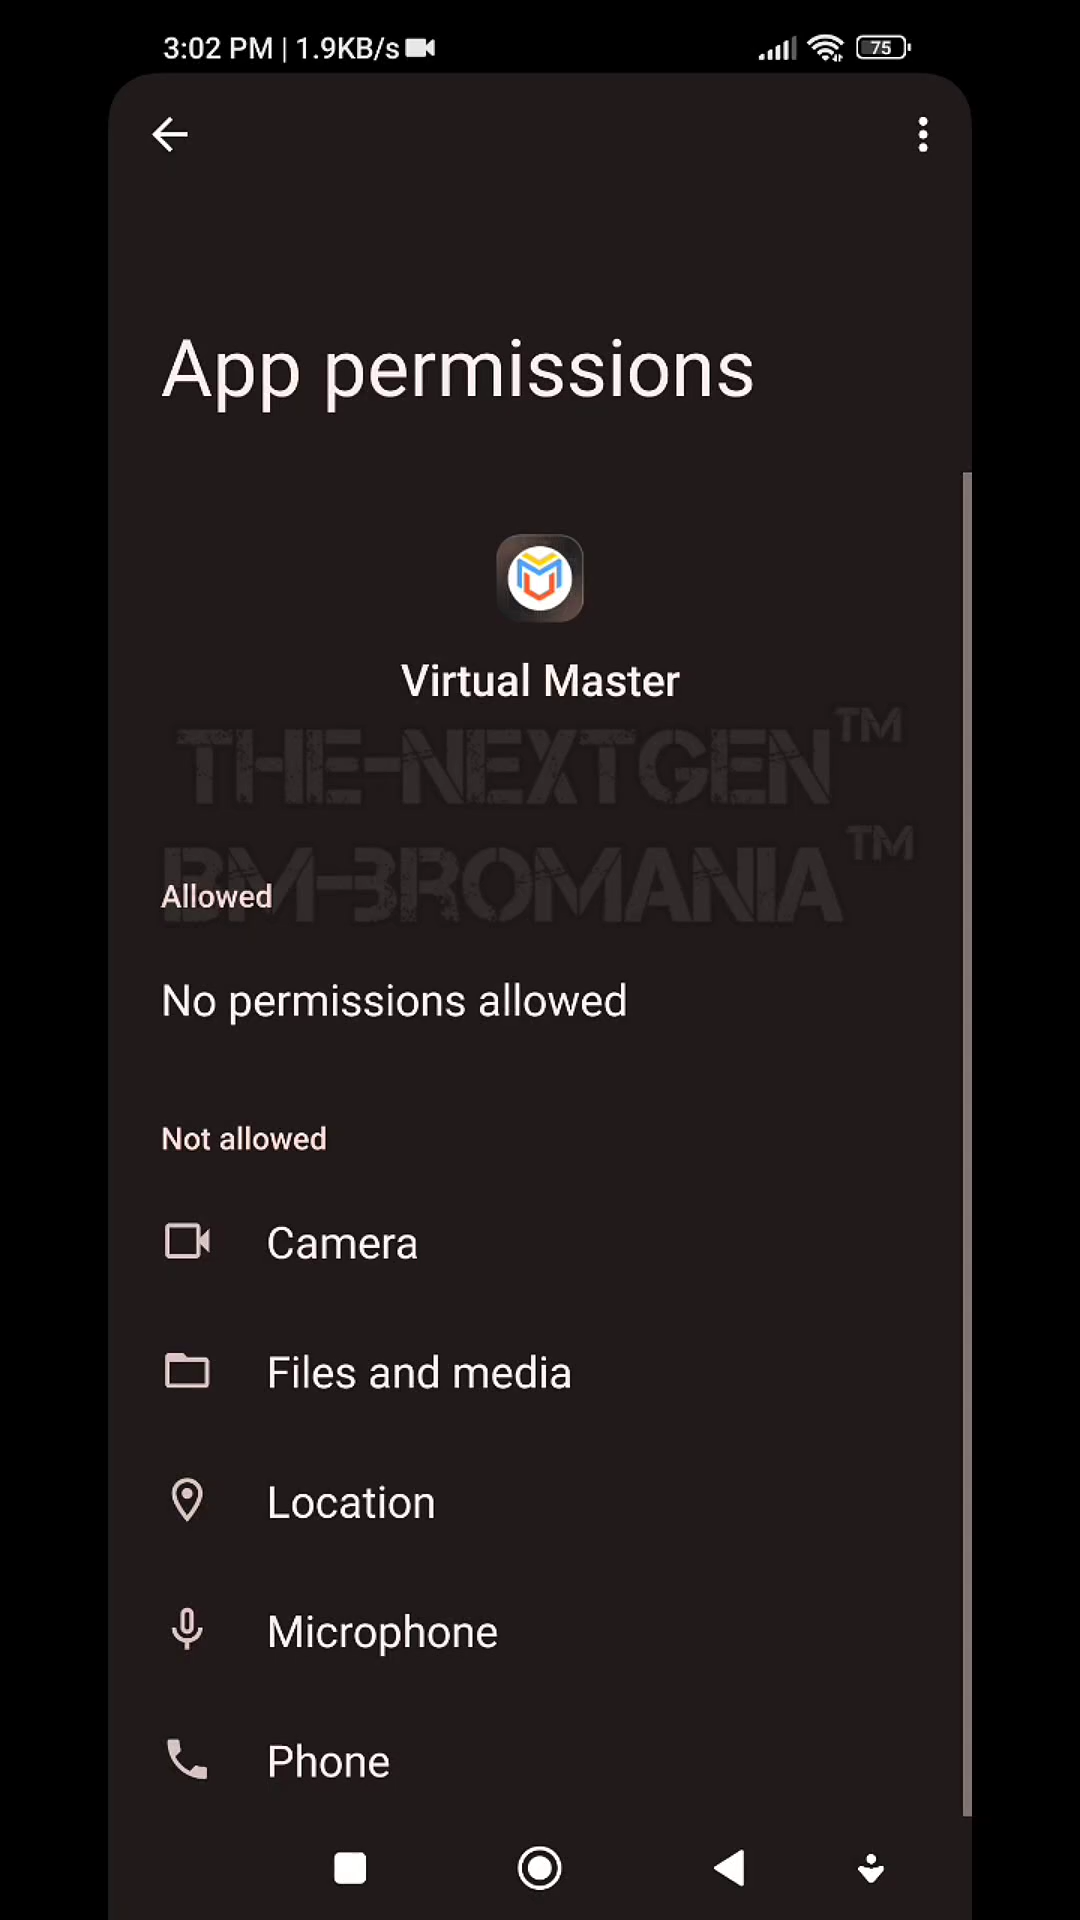 3:02 PM | 1.9KB/s
75
App permissions
Virtual Master
THE-NEXTGEN™
BM-BROMANIA™
Allowed
No permissions allowed
Not allowed
Camera
Files and media
Location
Microphone
Phone